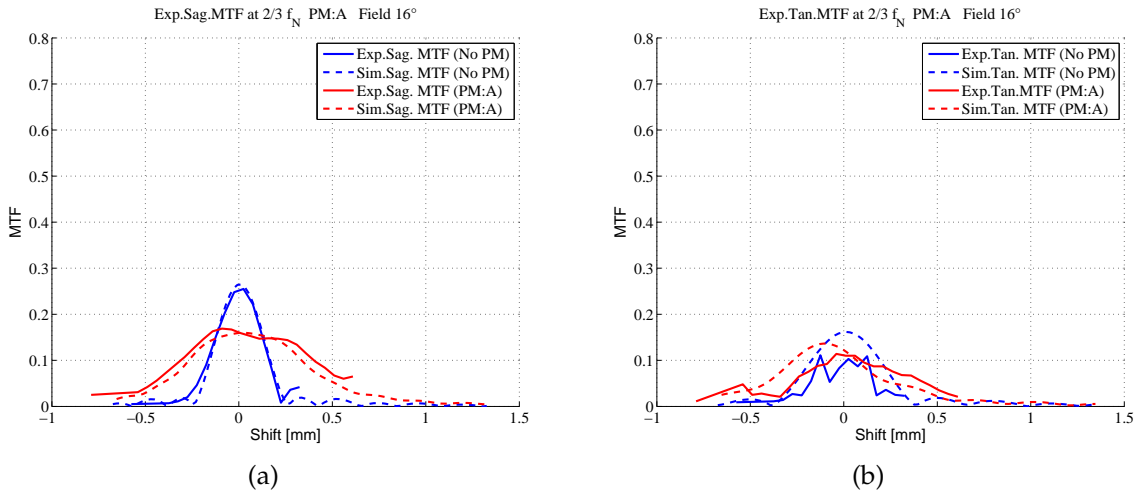 Exp.Sag.MTF at 2/3 f_N PM:A Field 16°
0.8
0.7
0.6
0.5
0.4
0.3
0.2
0.1
0
MTF
−1
−0.5
0
0.5
1
1.5
Shift [mm]
Exp.Sag. MTF (No PM)
Sim.Sag. MTF (No PM)
Exp.Sag. MTF (PM:A)
Sim.Sag. MTF (PM:A)
(a)
Exp.Tan.MTF at 2/3 f_N PM:A Field 16°
0.8
0.7
0.6
0.5
0.4
0.3
0.2
0.1
0
MTF
−1
−0.5
0
0.5
1
1.5
Shift [mm]
Exp.Tan. MTF (No PM)
Sim.Tan. MTF (No PM)
Exp.Tan.MTF (PM:A)
Sim.Tan. MTF (PM:A)
(b)